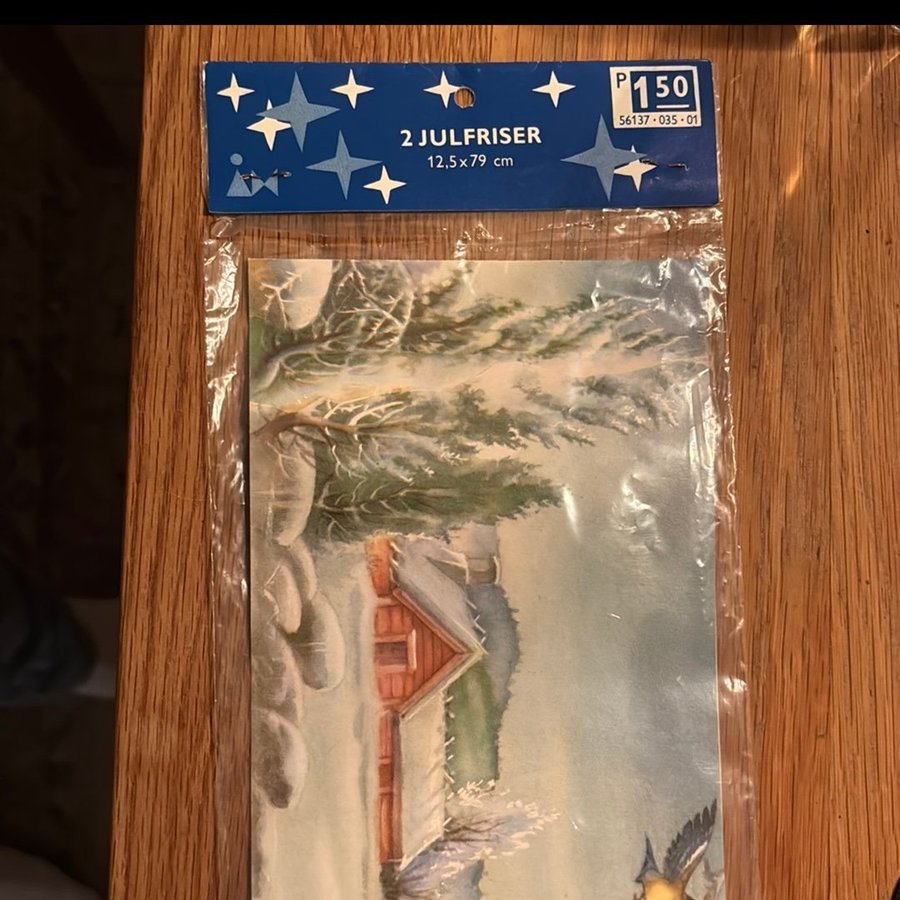 P 1 50
56137 · 035 · 01
2 JULFRISER
12,5x79 cm